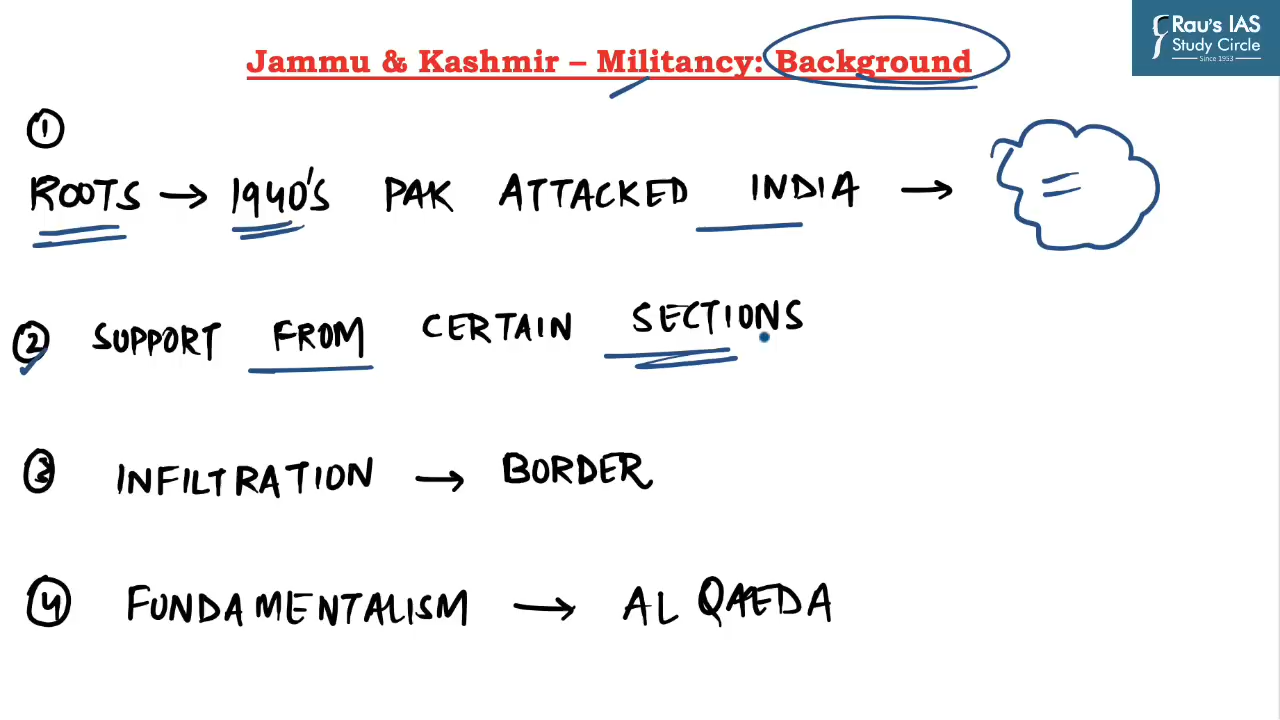 Rau's IAS
Study Circle
Since 1953
Jammu & Kashmir – Militancy: Background
1
ROOTS → 1940's PAK ATTACKED INDIA →
2 SUPPORT FROM CERTAIN SECTIONS
3 INFILTRATION → BORDER
4 FUNDAMENTALISM → AL QAEDA